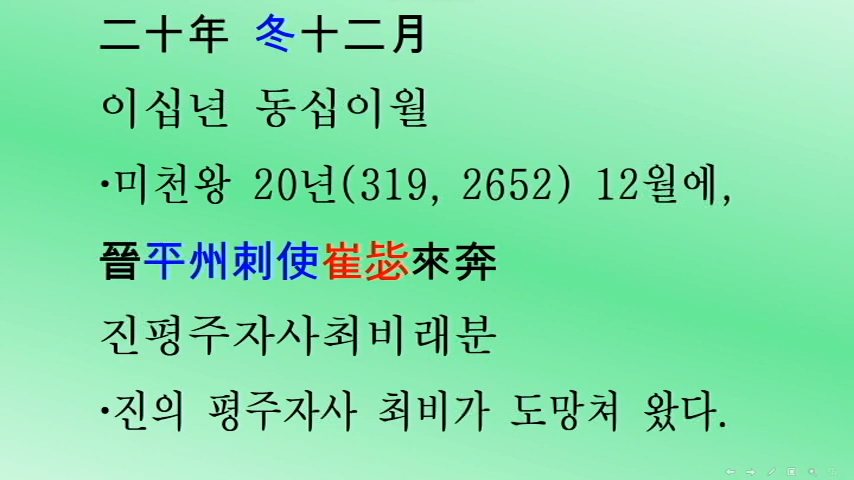 二十年 冬十二月
이십년 동십이월
·미천왕 20년(319, 2652) 12월에,
晉平州刺使崔毖來奔
진평주자사최비래분
·진의 평주자사 최비가 도망쳐 왔다.